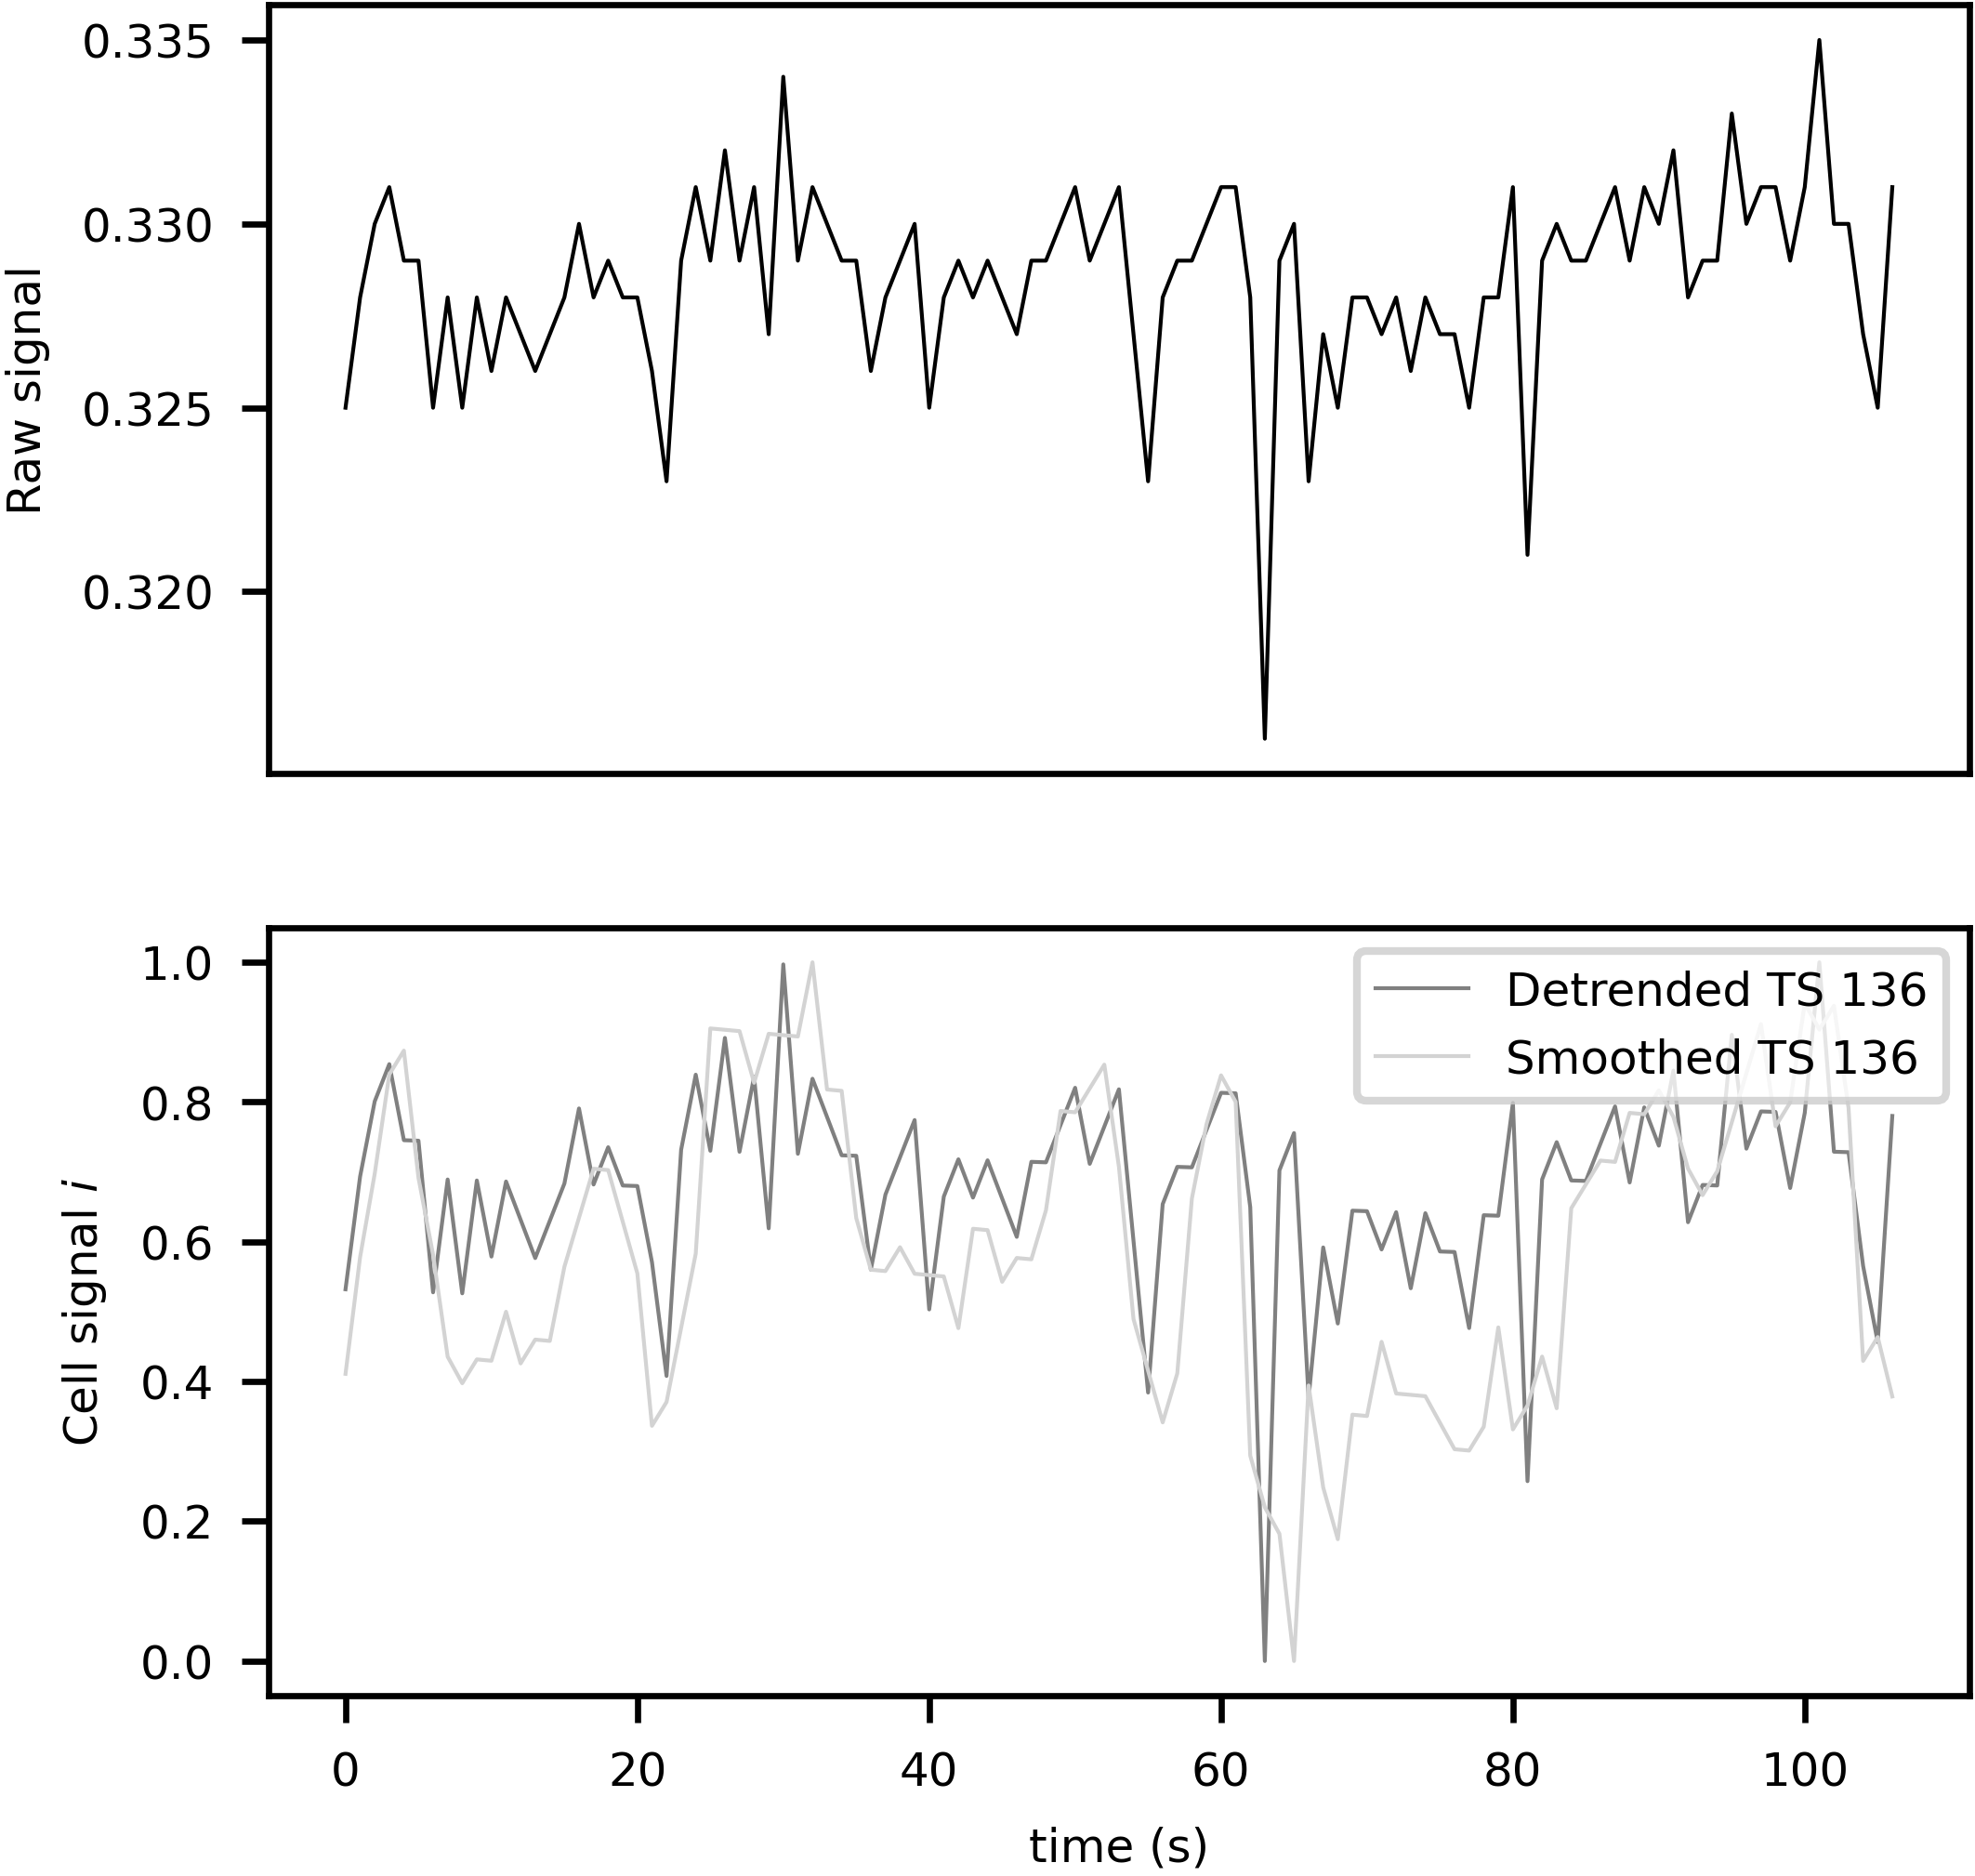 0.335
0.330
0.325
0.320
Raw signal
1.0
0.8
0.6
0.4
0.2
0.0
Cell signal i
Detrended TS 136
Smoothed TS 136
0 20 40 60 80 100
time (s)